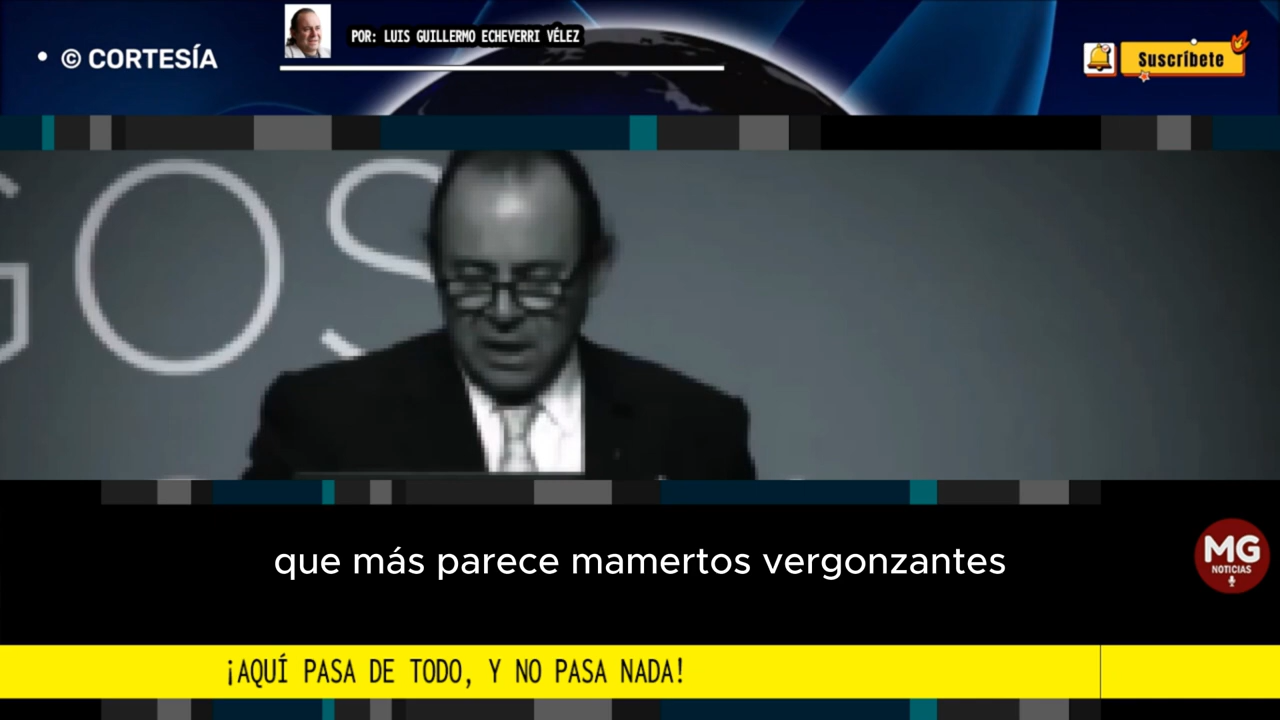 • © CORTESÍA
POR: LUIS GUILLERMO ECHEVERRI VÉLEZ
Suscríbete
GOS
que más parece mamertos vergonzantes
MG
NOTICIAS
¡AQUÍ PASA DE TODO, Y NO PASA NADA!